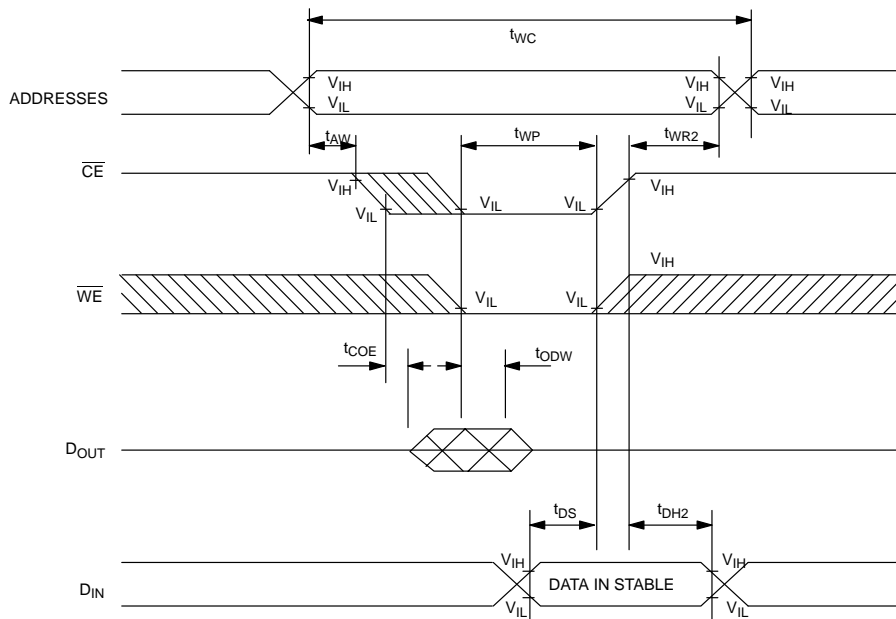 tWC
ADDRESSES
VIH VIH VIH
VIL VIL VIL
tAW tWP tWR2
CE
VIH VIH
VIL VIL VIL
VIH
WE
VIL VIL
tCOE tODW
DOUT
tDS tDH2
VIH VIH
DIN DATA IN STABLE
VIL VIL